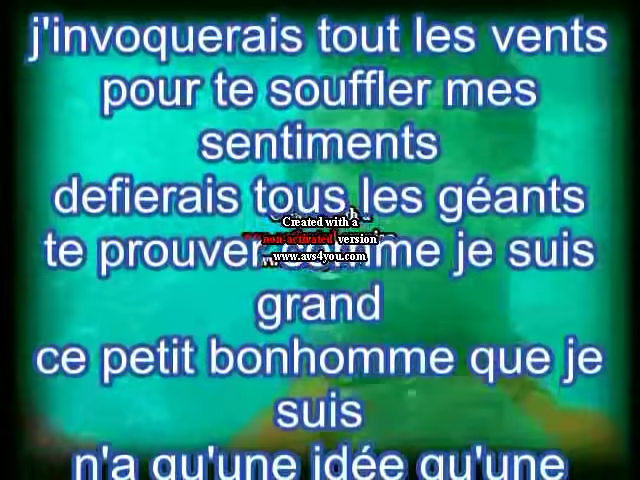 j'invoquerais tout les vents
pour te souffler mes
sentiments
defierais tous les géants
Created with a
te prouver comme je suis
non-activated version
www.avs4you.com
grand
ce petit bonhomme que je
suis
n'a qu'une idée qu'une